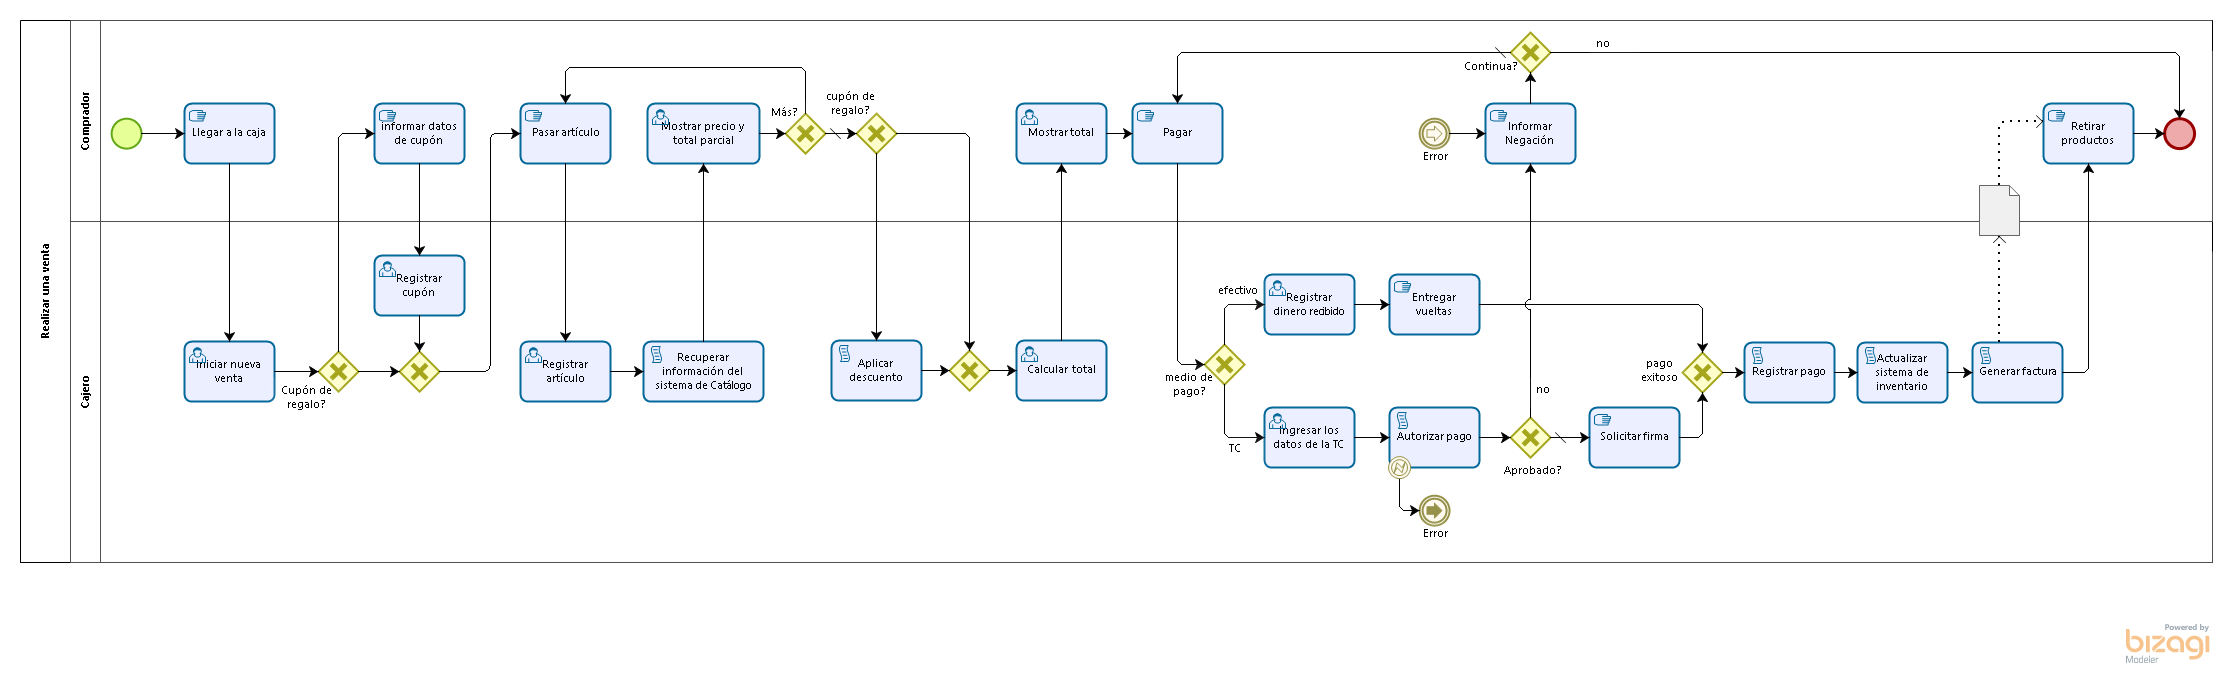 Realizar una venta
Comprador
Cajero
Llegar a la caja
informar datos
de cupón
Pasar artículo
Mostrar precio y
total parcial
Más?
cupón de
regalo?
Mostrar total
Pagar
Error
Informar
Negación
Continua?
no
Retirar
productos
Registrar
cupón
Iniciar nueva
venta
Cupón de
regalo?
Registrar
artículo
Recuperar
información del
sistema de Catálogo
Aplicar
descuento
Calcular total
medio de
pago?
efectivo
Registrar
dinero recibido
Entregar
vueltas
TC
Ingresar los
datos de la TC
Autorizar pago
Error
no
Aprobado?
Solicitar firma
pago
exitoso
Registrar pago
Actualizar
sistema de
inventario
Generar factura
Powered by
bizagi
Modeler